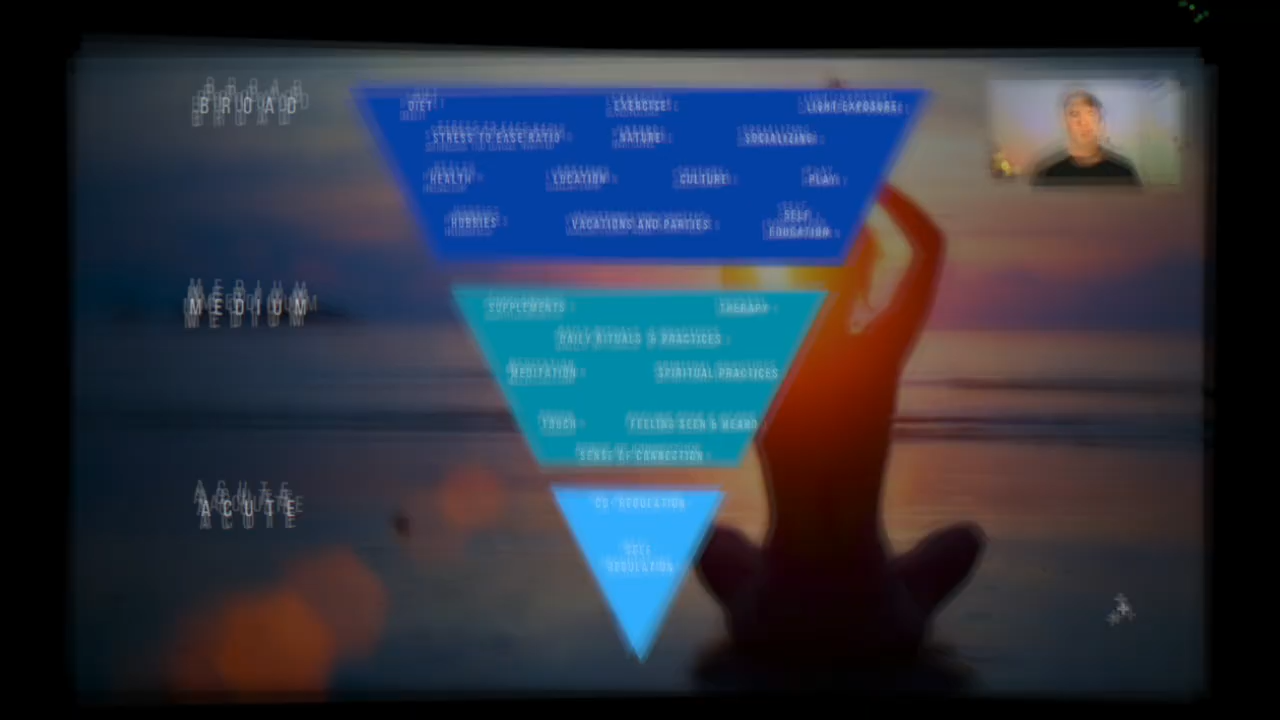 BROAD
DIET EXERCISE LIGHT EXPOSURE
STRESS TO EASE RATIO NATURE SOCIALIZING
HEALTH LOCATION CULTURE PLAY
HOBBIES VACATIONS AND PARTIES SELF
EDUCATION
MEDIUM
SUPPLEMENTS THERAPY
DAILY RITUALS & PRACTICES
MEDITATION SPIRITUAL PRACTICES
TOUCH FEELING SEEN & HEARD
SENSE OF CONNECTION
ACUTE
CO-REGULATION
SELF
REGULATION